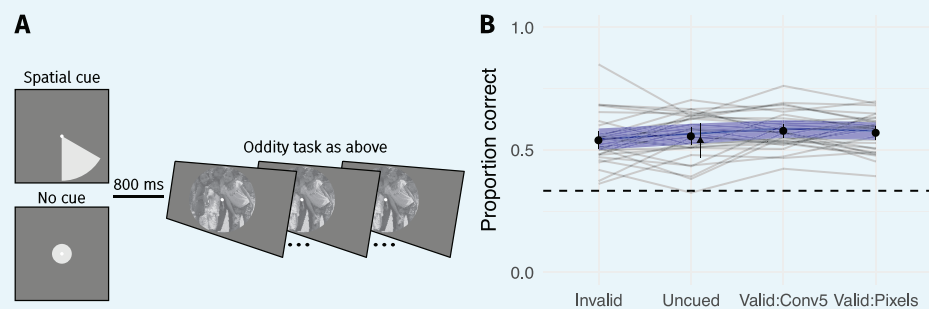 A
Spatial cue
No cue
800 ms
Oddity task as above
...
...
B
Proportion correct
1.0
0.5
0.0
Invalid Uncued Valid:Conv5 Valid:Pixels